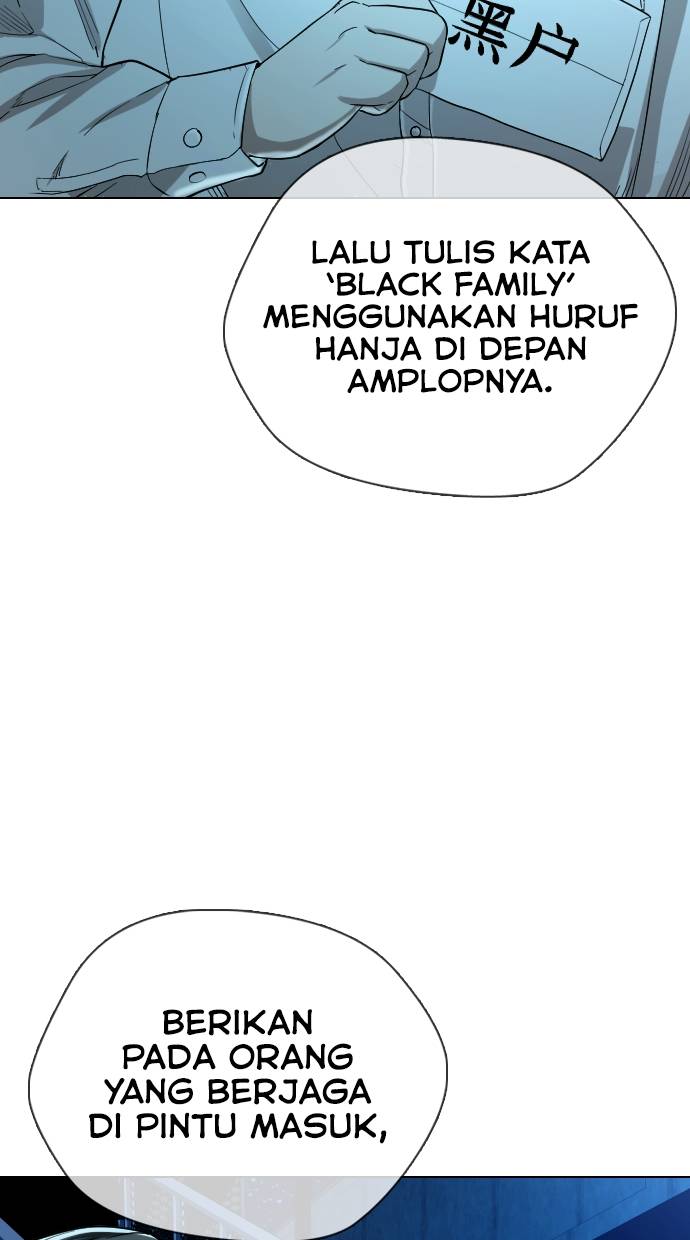 黑户
LALU TULIS KATA
‘BLACK FAMILY’
MENGGUNAKAN HURUF
HANJA DI DEPAN
AMPLOPNYA.
BERIKAN
PADA ORANG
YANG BERJAGA
DI PINTU MASUK,